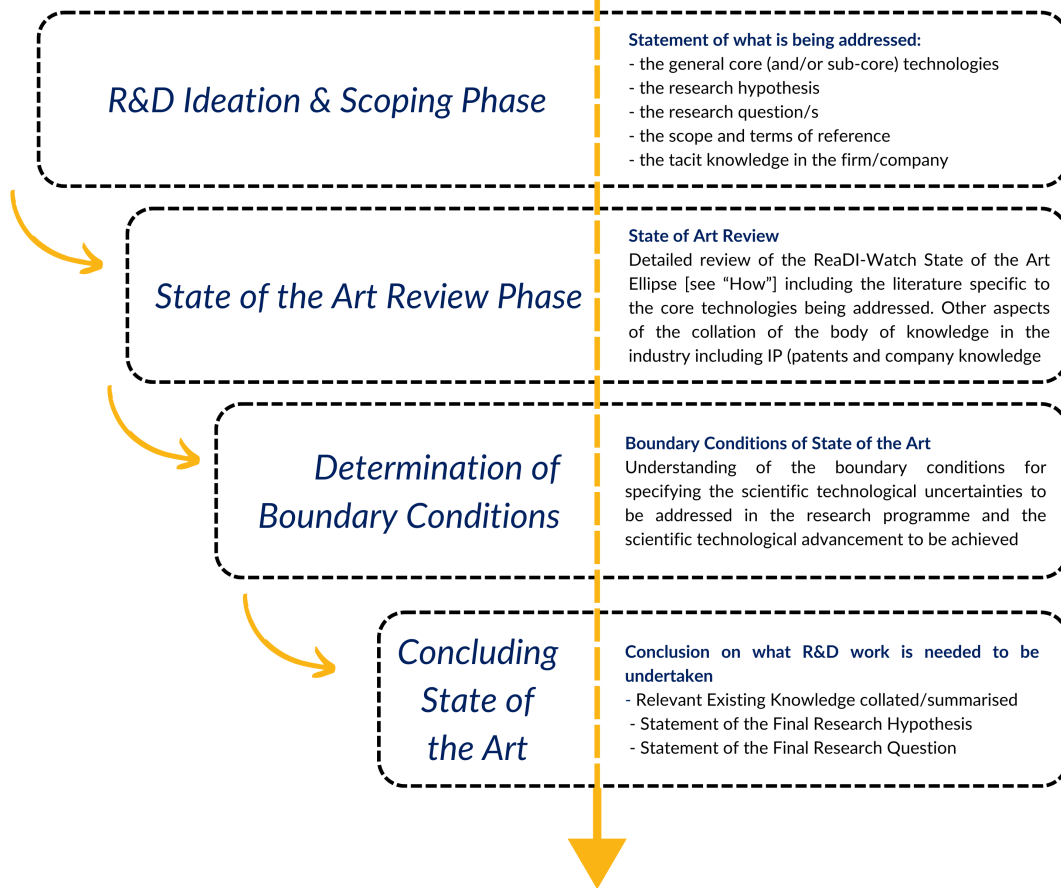 R&D Ideation & Scoping Phase
Statement of what is being addressed:
- the general core (and/or sub-core) technologies
- the research hypothesis
- the research question/s
- the scope and terms of reference
- the tacit knowledge in the firm/company
State of the Art Review Phase
State of Art Review
Detailed review of the ReaDI-Watch State of the Art
Ellipse [see “How”] including the literature specific to
the core technologies being addressed. Other aspects
of the collation of the body of knowledge in the
industry including IP (patents and company knowledge
Determination of
Boundary Conditions
Boundary Conditions of State of the Art
Understanding of the boundary conditions for
specifying the scientific technological uncertainties to
be addressed in the research programme and the
scientific technological advancement to be achieved
Concluding
State of
the Art
Conclusion on what R&D work is needed to be
undertaken
- Relevant Existing Knowledge collated/summarised
- Statement of the Final Research Hypothesis
- Statement of the Final Research Question